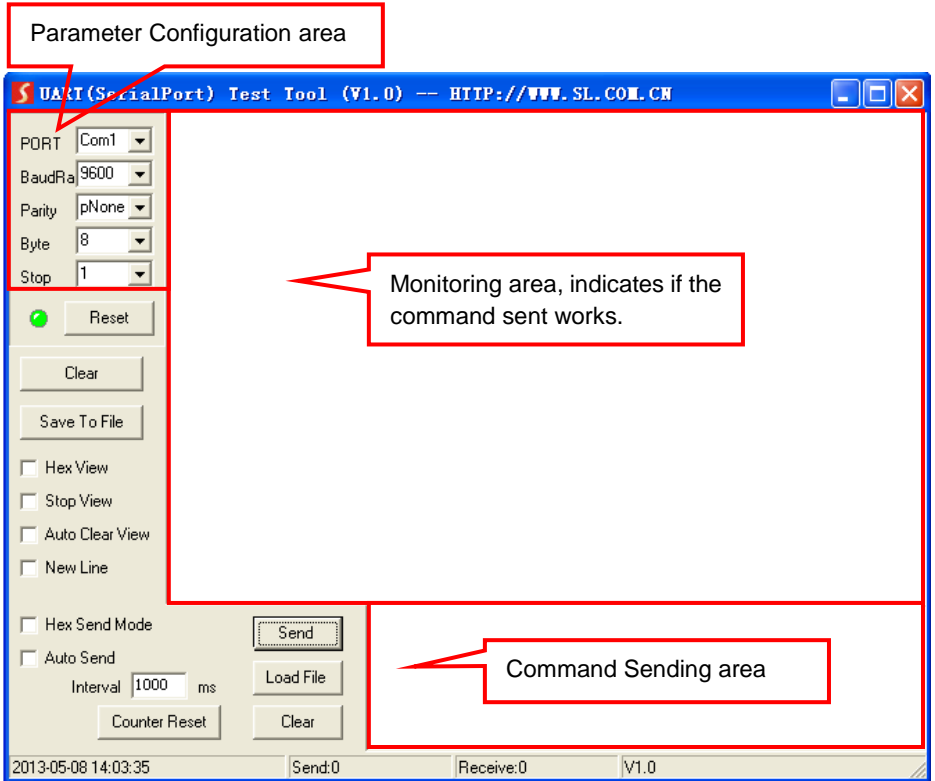 Parameter Configuration area
UART(SerialPort) Test Tool (V1.0) -- HTTP://WWW.SL.COM.CN
PORT Com1
BaudRa 9600
Parity pNone
Byte 8
Stop 1
Monitoring area, indicates if the
command sent works.
Reset
Clear
Save To File
Hex View
Stop View
Auto Clear View
New Line
Hex Send Mode
Send
Auto Send
Load File
Interval 1000 ms
Counter Reset
Clear
Command Sending area
2013-05-08 14:03:35 Send:0 Receive:0 V1.0